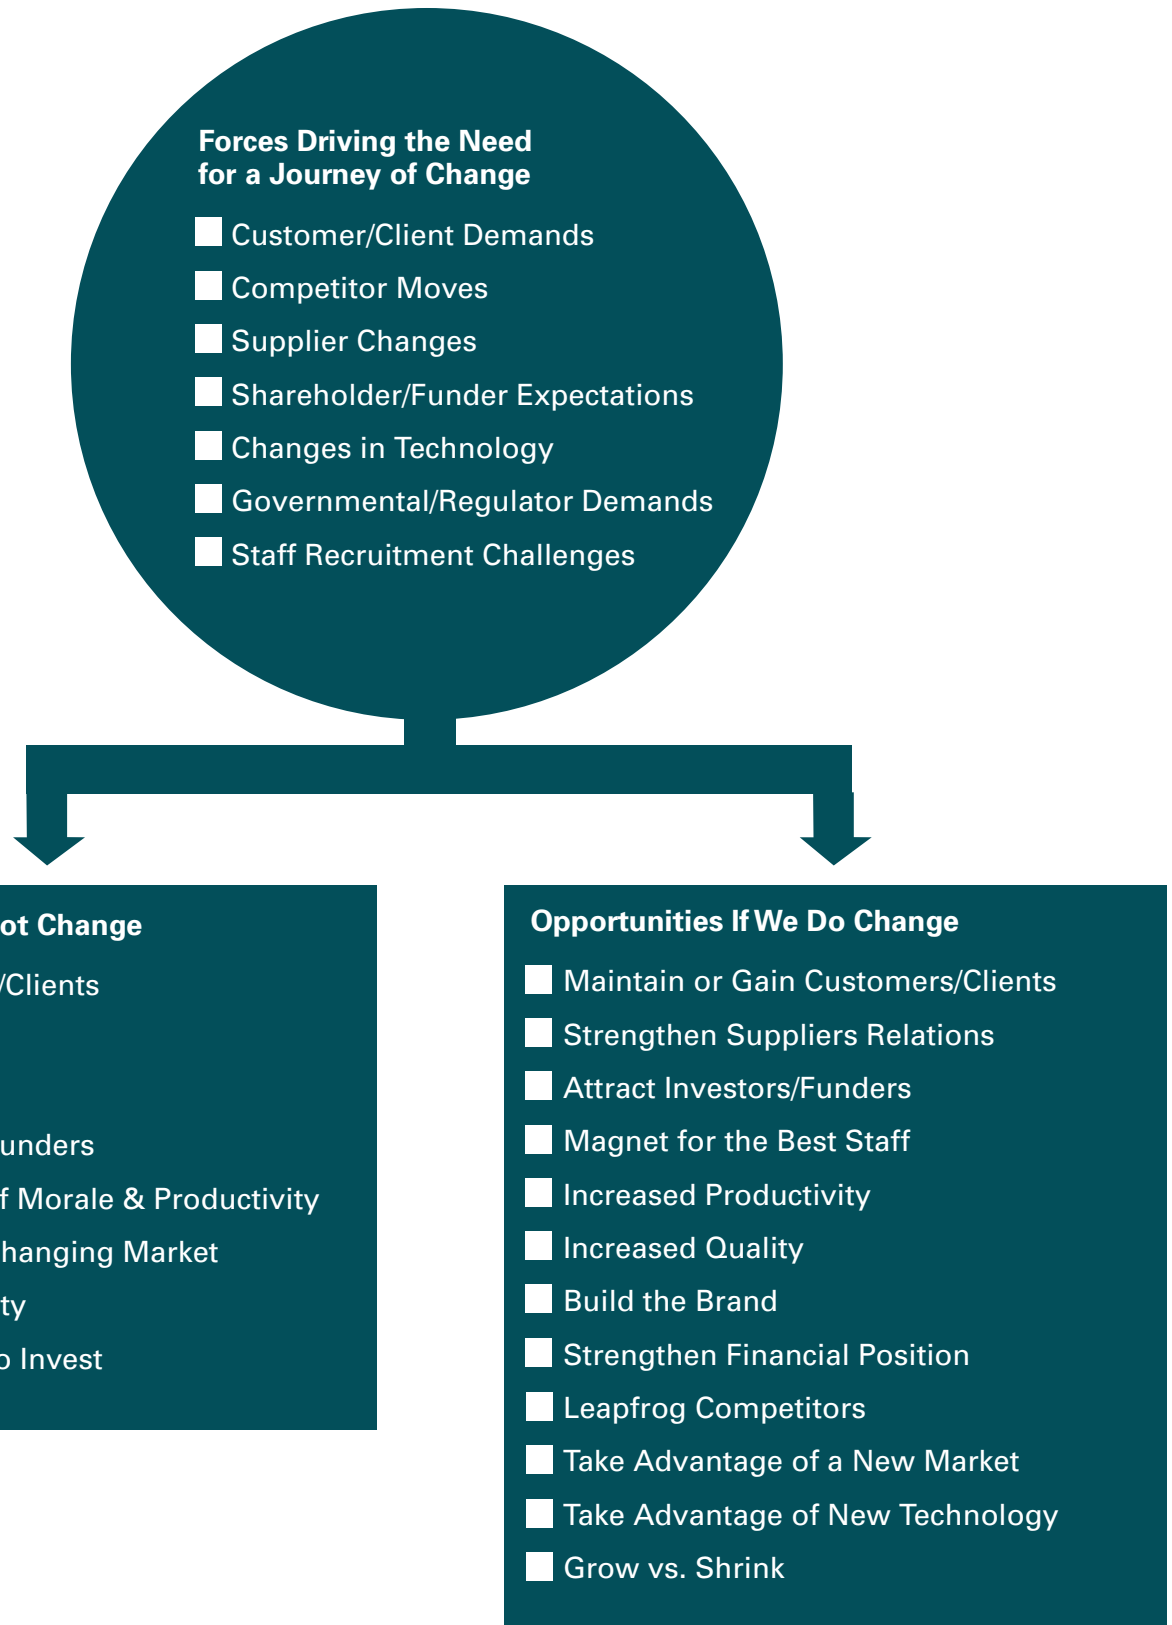 Forces Driving the Need
for a Journey of Change
Customer/Client Demands
Competitor Moves
Supplier Changes
Shareholder/Funder Expectations
Changes in Technology
Governmental/Regulator Demands
Staff Recruitment Challenges
Change
/Clients
Morale & Productivity
Market
Invest
Opportunities If We Do Change
Maintain or Gain Customers/Clients
Strengthen Suppliers Relations
Attract Investors/Funders
Magnet for the Best Staff
Increased Productivity
Increased Quality
Build the Brand
Strengthen Financial Position
Leapfrog Competitors
Take Advantage of a New Market
Take Advantage of New Technology
Grow vs. Shrink